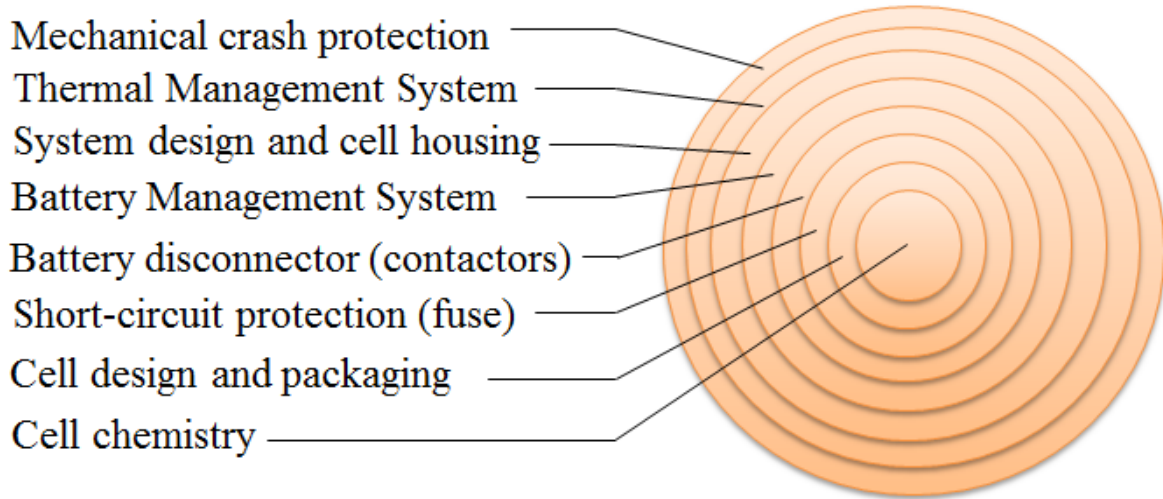 Mechanical crash protection
Thermal Management System
System design and cell housing
Battery Management System
Battery disconnector (contactors)
Short-circuit protection (fuse)
Cell design and packaging
Cell chemistry